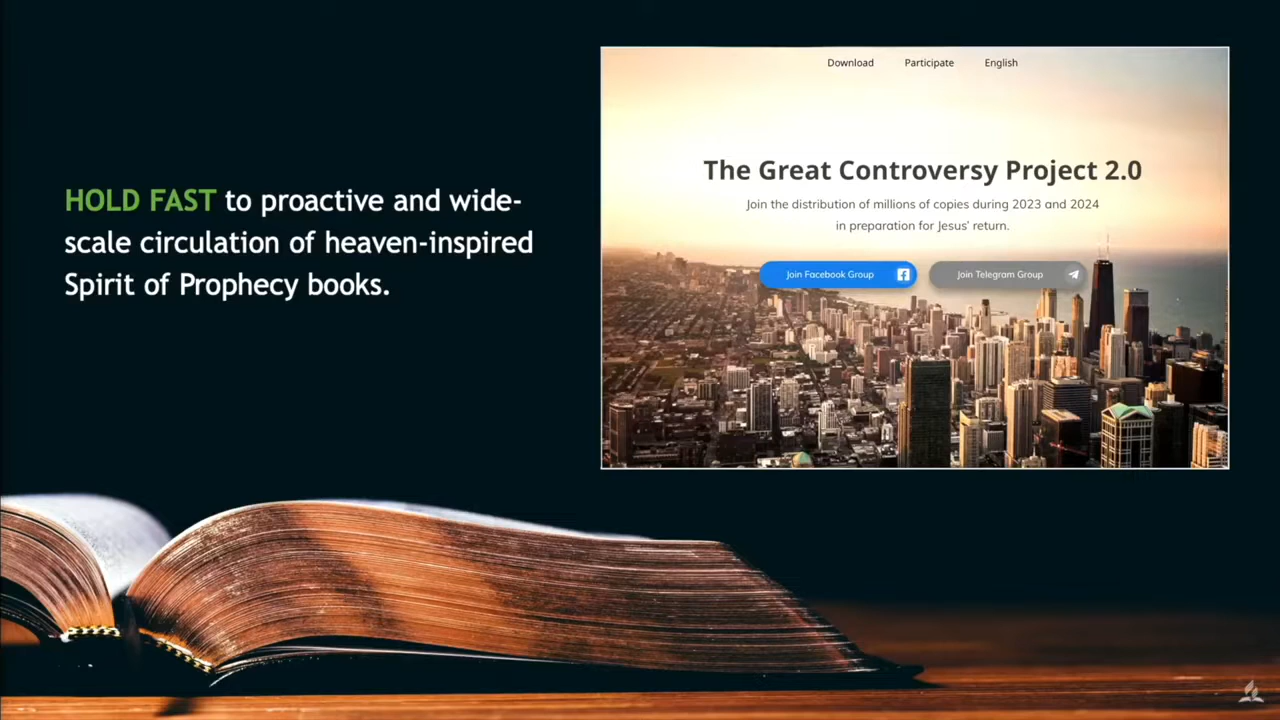 HOLD FAST to proactive and wide-
scale circulation of heaven-inspired
Spirit of Prophecy books.
Download Participate English
The Great Controversy Project 2.0
Join the distribution of millions of copies during 2023 and 2024
in preparation for Jesus’ return.
Join Facebook Group
Join Telegram Group